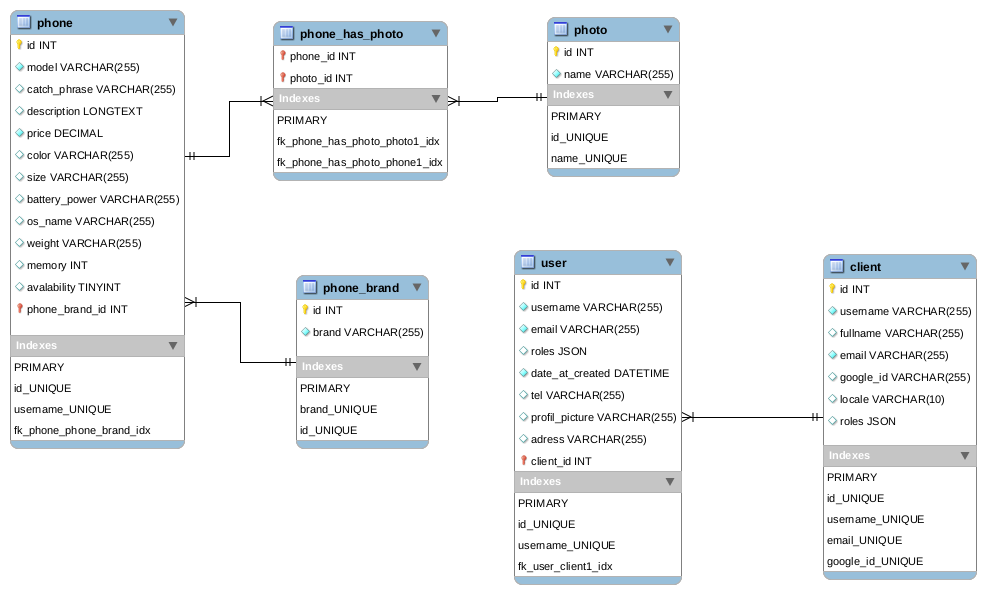 phone
id INT
model VARCHAR(255)
catch_phrase VARCHAR(255)
description LONGTEXT
price DECIMAL
color VARCHAR(255)
size VARCHAR(255)
battery_power VARCHAR(255)
os_name VARCHAR(255)
weight VARCHAR(255)
memory INT
avalability TINYINT
phone_brand_id INT
Indexes
PRIMARY
id_UNIQUE
username_UNIQUE
fk_phone_phone_brand_idx
phone_has_photo
phone_id INT
photo_id INT
Indexes
PRIMARY
fk_phone_has_photo_photo1_idx
fk_phone_has_photo_phone1_idx
photo
id INT
name VARCHAR(255)
Indexes
PRIMARY
id_UNIQUE
name_UNIQUE
phone_brand
id INT
brand VARCHAR(255)
Indexes
PRIMARY
brand_UNIQUE
id_UNIQUE
user
id INT
username VARCHAR(255)
email VARCHAR(255)
roles JSON
date_at_created DATETIME
tel VARCHAR(255)
profil_picture VARCHAR(255)
adress VARCHAR(255)
client_id INT
Indexes
PRIMARY
id_UNIQUE
username_UNIQUE
fk_user_client1_idx
client
id INT
username VARCHAR(255)
fullname VARCHAR(255)
email VARCHAR(255)
google_id VARCHAR(255)
locale VARCHAR(10)
roles JSON
Indexes
PRIMARY
id_UNIQUE
username_UNIQUE
email_UNIQUE
google_id_UNIQUE